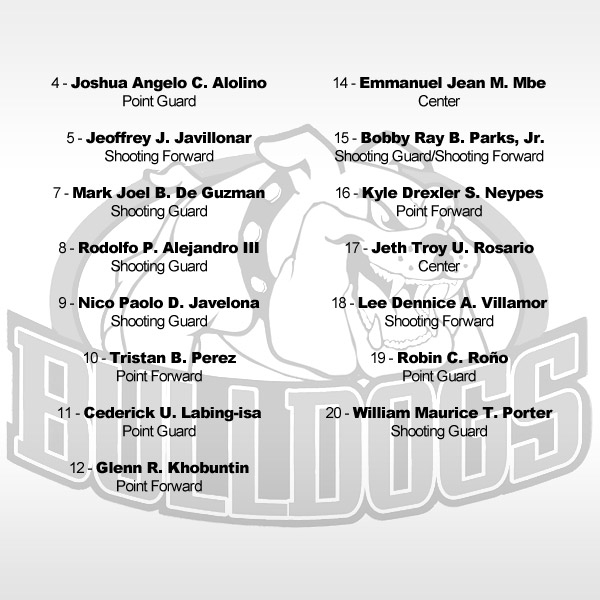 4 - Joshua Angelo C. Alolino
Point Guard
5 - Jeoffrey J. Javillonar
Shooting Forward
7 - Mark Joel B. De Guzman
Shooting Guard
8 - Rodolfo P. Alejandro III
Shooting Guard
9 - Nico Paolo D. Javelona
Shooting Guard
10 - Tristan B. Perez
Point Forward
11 - Cederick U. Labing-isa
Point Guard
12 - Glenn R. Khobuntin
Point Forward
14 - Emmanuel Jean M. Mbe
Center
15 - Bobby Ray B. Parks, Jr.
Shooting Guard/Shooting Forward
16 - Kyle Drexler S. Neypes
Point Forward
17 - Jeth Troy U. Rosario
Center
18 - Lee Dennice A. Villamor
Shooting Forward
19 - Robin C. Roño
Point Guard
20 - William Maurice T. Porter
Shooting Guard
BULLDOGS